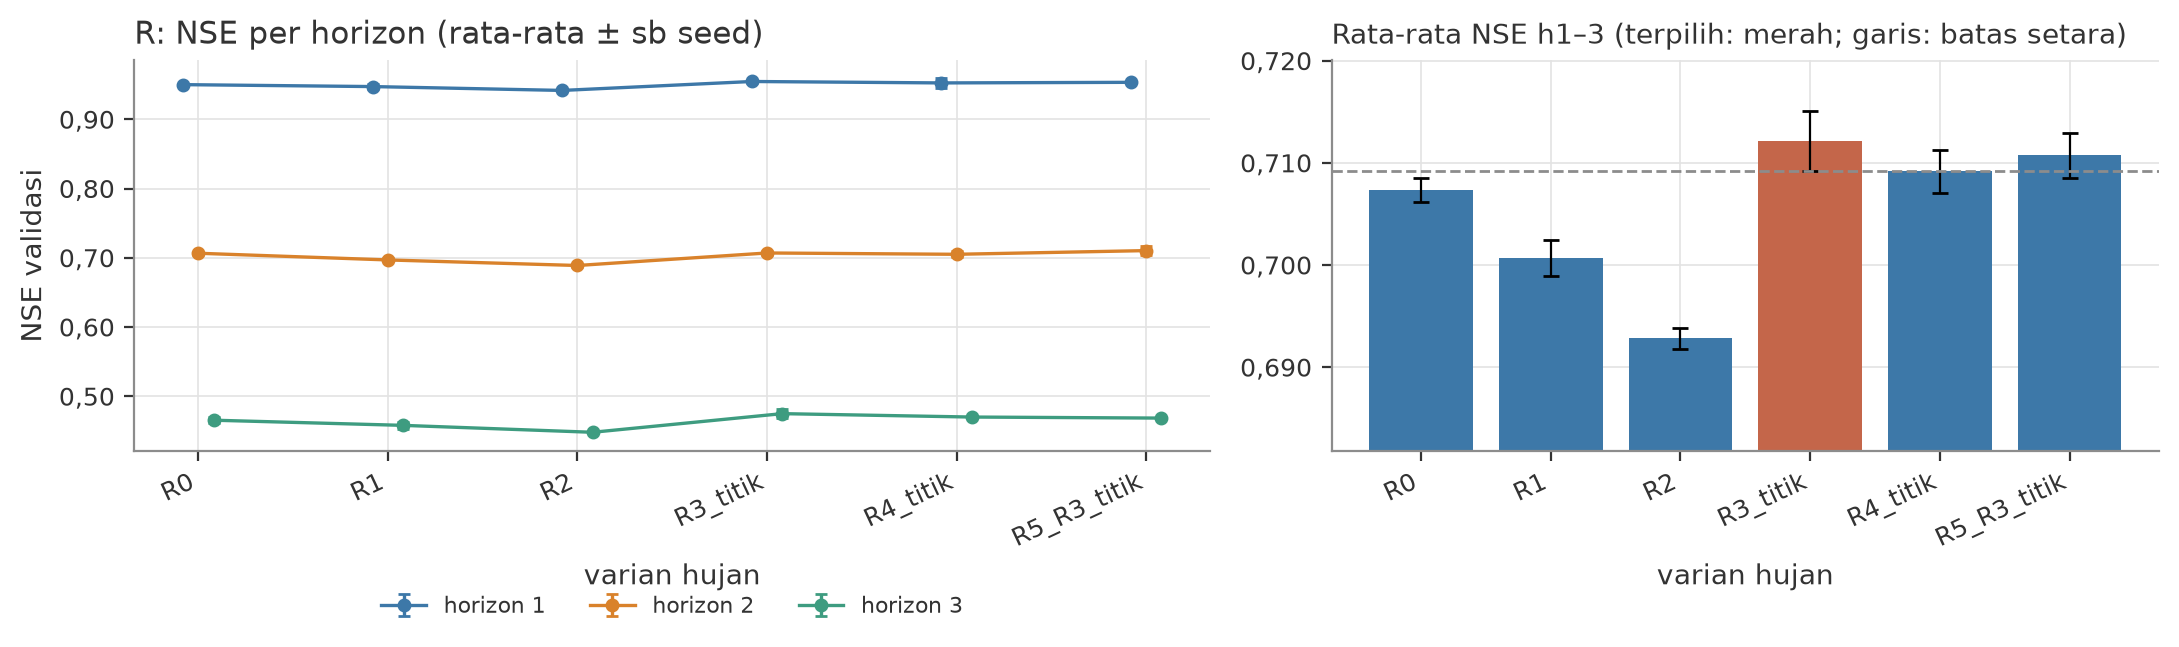 R: NSE per horizon (rata-rata ± sb seed)
NSE validasi
0,90
0,80
0,70
0,60
0,50
R0
R1
R2
R3_titik
R4_titik
R5_R3_titik
varian hujan
horizon 1
horizon 2
horizon 3
Rata-rata NSE h1–3 (terpilih: merah; garis: batas setara)
0,720
0,710
0,700
0,690
R0
R1
R2
R3_titik
R4_titik
R5_R3_titik
varian hujan